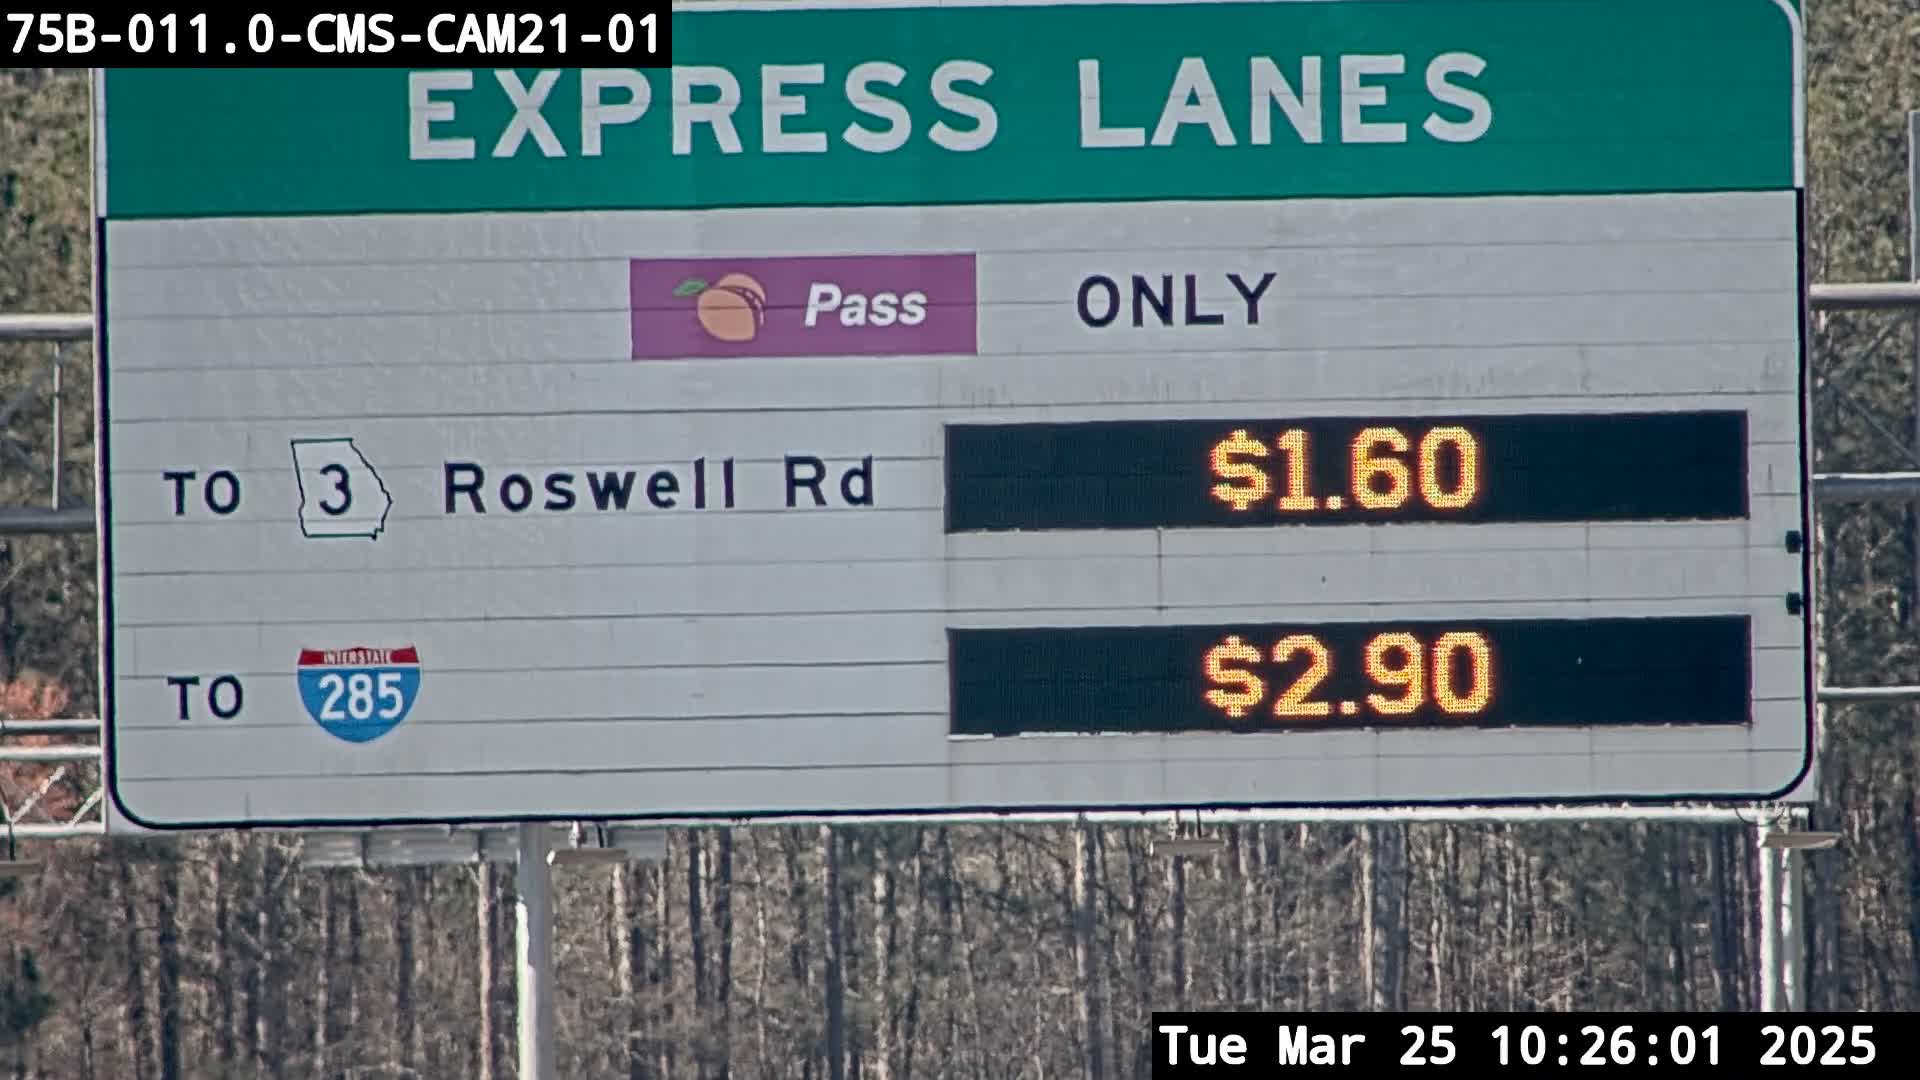 75B-011.0-CMS-CAM21-01
EXPRESS LANES
Pass ONLY
TO 3 Roswell Rd $1.60
INTERSTATE
TO 285 $2.90
Tue Mar 25 10:26:01 2025